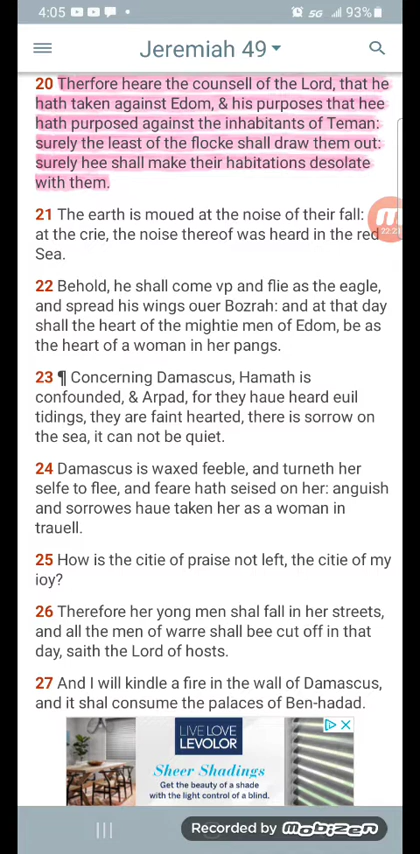 4:05 5G 93%
Jeremiah 49
20 Therfore heare the counsell of the Lord, that he
hath taken against Edom, & his purposes that hee
hath purposed against the inhabitants of Teman:
surely the least of the flocke shall draw them out:
surely hee shall make their habitations desolate
with them.
21 The earth is moued at the noise of their fall:
at the crie, the noise thereof was heard in the red
Sea.
22:21
22 Behold, he shall come vp and flie as the eagle,
and spread his wings ouer Bozrah: and at that day
shall the heart of the mightie men of Edom, be as
the heart of a woman in her pangs.
23 ¶ Concerning Damascus, Hamath is
confounded, & Arpad, for they haue heard euil
tidings, they are faint hearted, there is sorrow on
the sea, it can not be quiet.
24 Damascus is waxed feeble, and turneth her
selfe to flee, and feare hath seised on her: anguish
and sorrowes haue taken her as a woman in
trauell.
25 How is the citie of praise not left, the citie of my
ioy?
26 Therefore her yong men shal fall in her streets,
and all the men of warre shall bee cut off in that
day, saith the Lord of hosts.
27 And I will kindle a fire in the wall of Damascus,
and it shal consume the palaces of Ben-hadad.
LIVE LOVE
LEVOLOR
Sheer Shadings
Get the beauty of a shade
with the light control of a blind.
Recorded by mobizen